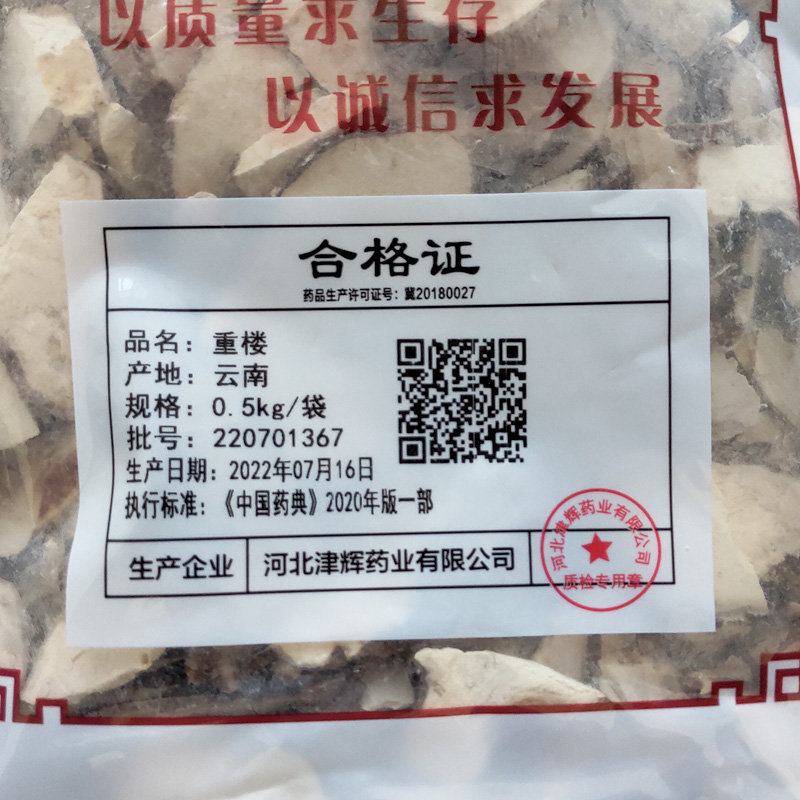 以质量求生存
以诚信求发展
合格证
药品生产许可证号：冀20180027
品名：重楼
产地：云南
规格：0.5kg/袋
批号：220701367
生产日期：2022年07月16日
执行标准：《中国药典》2020年版一部
生产企业 河北津辉药业有限公司
河北津辉药业有限公司
质检专用章